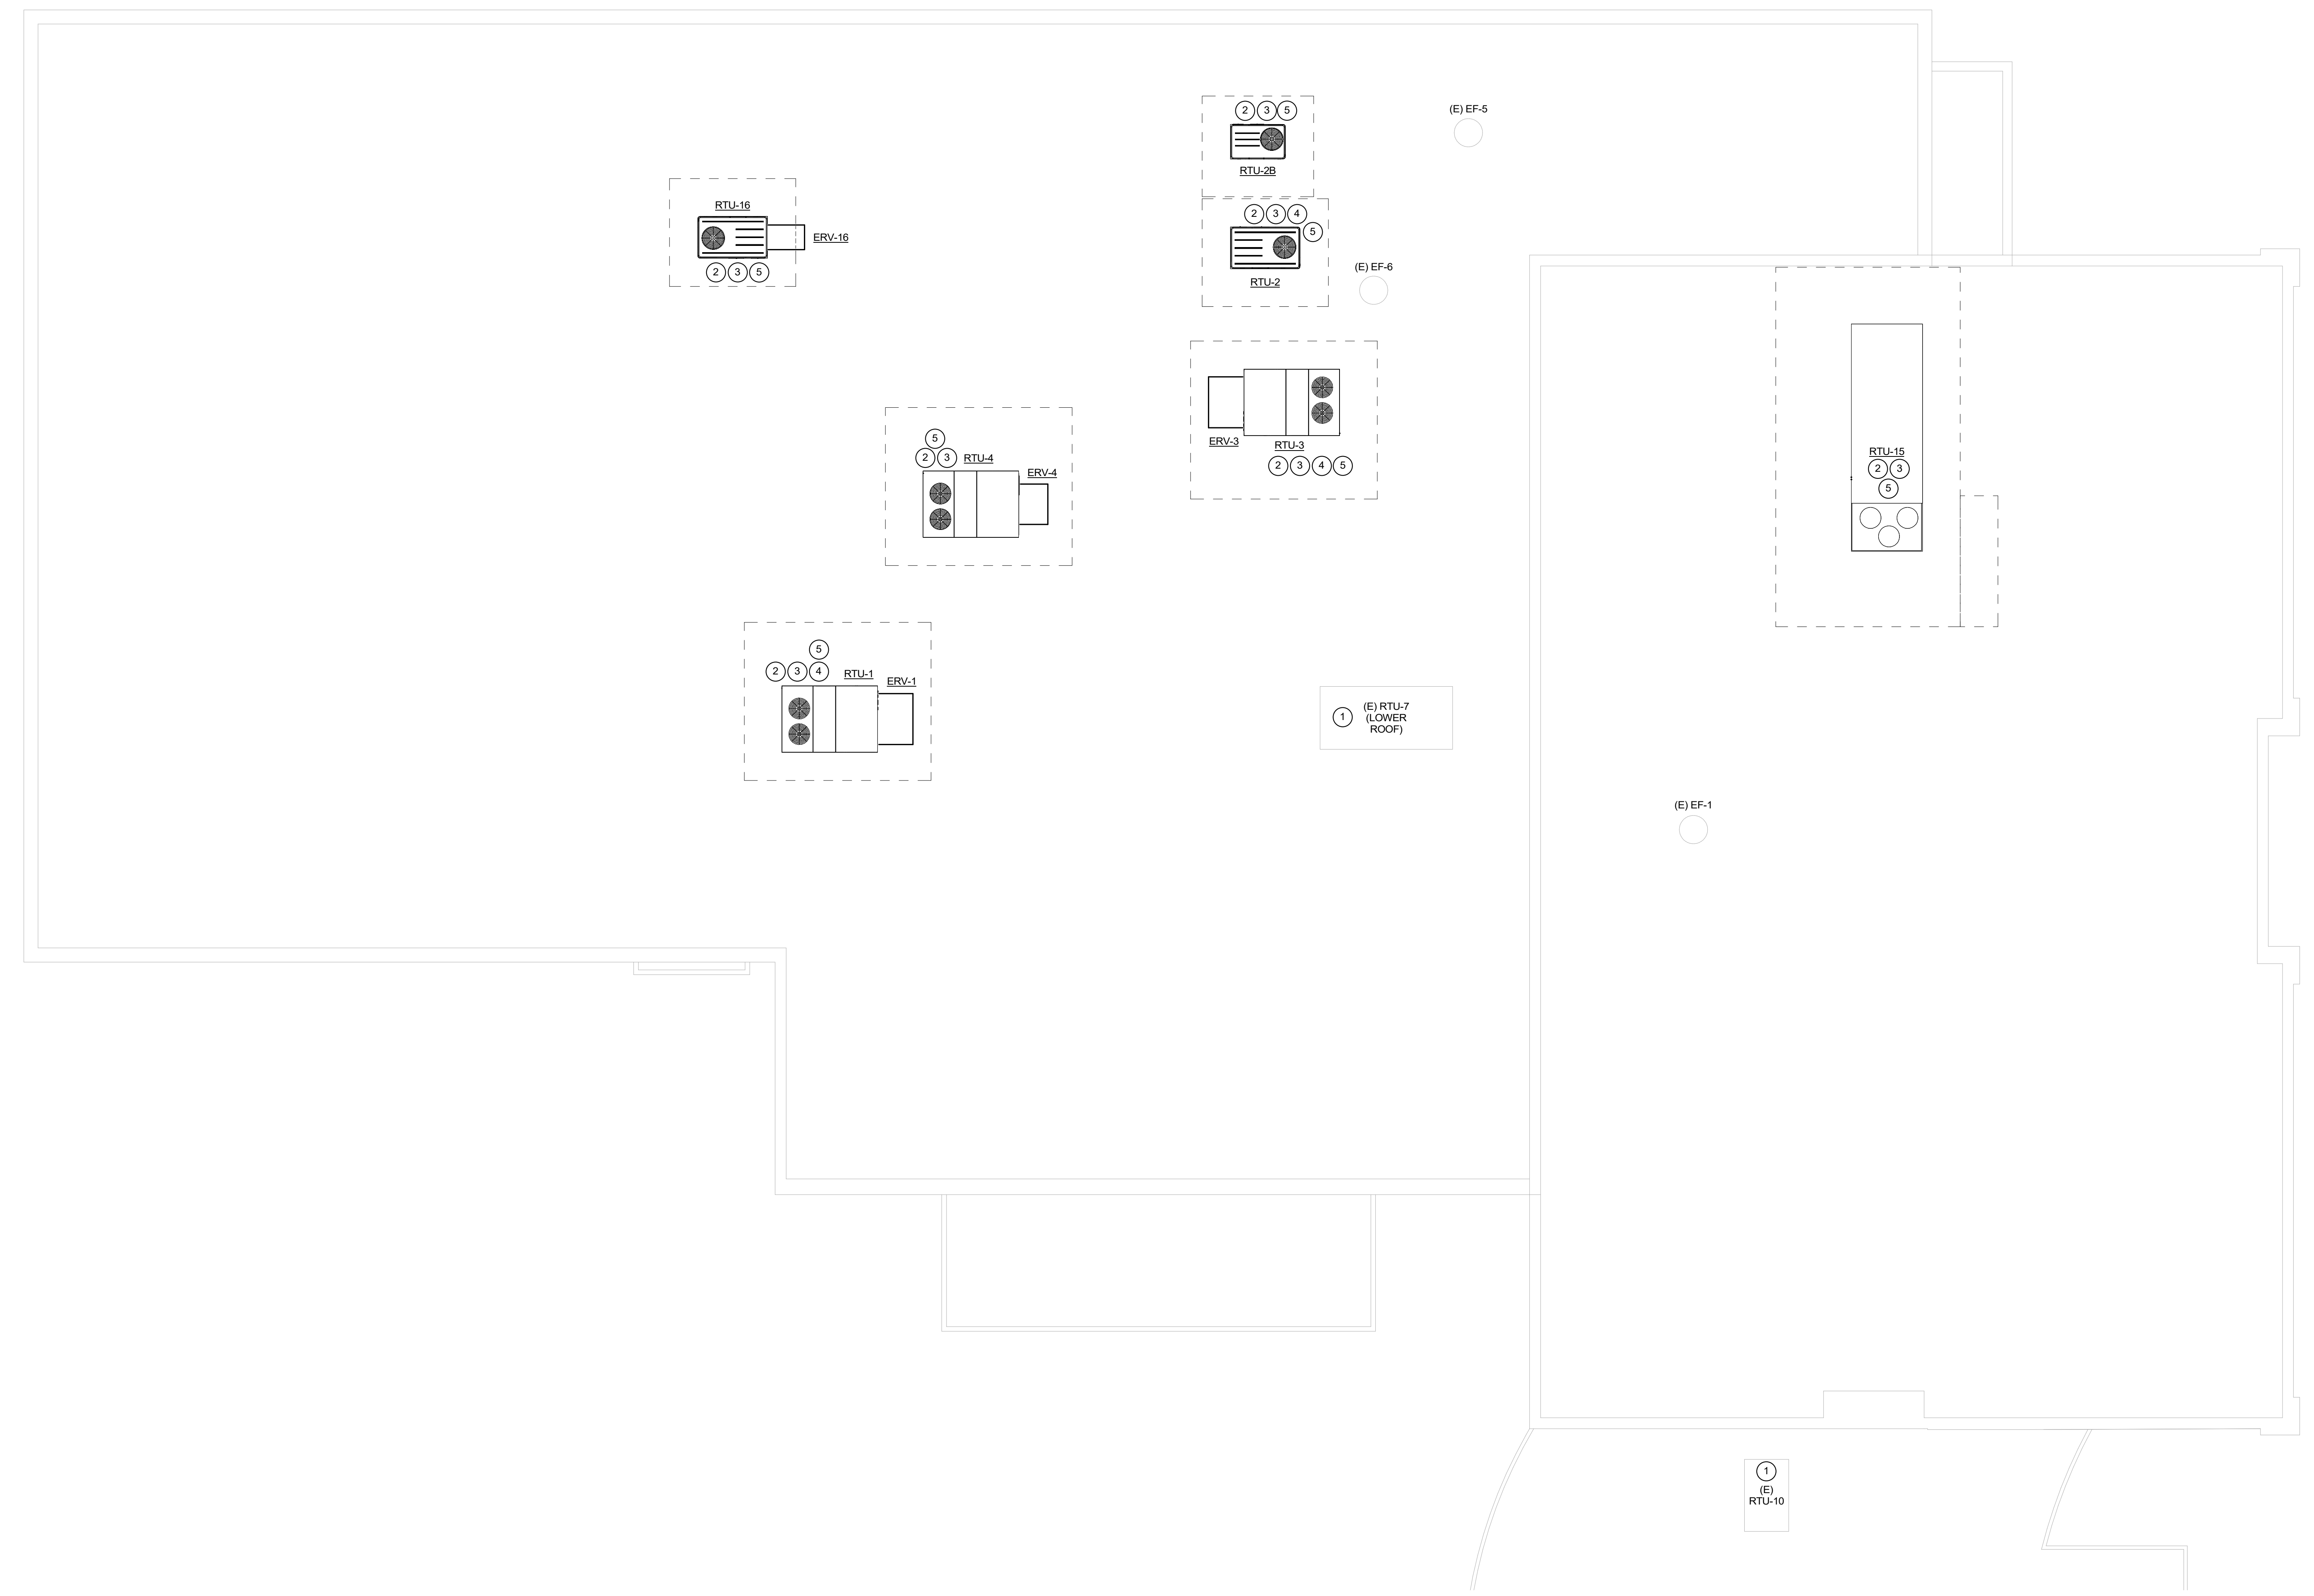 2 3 5
(E) EF-5
RTU-2B
RTU-16
2 3 4
5
ERV-16
2 3 5
(E) EF-6
RTU-2
5
2 3 RTU-4
ERV-4
ERV-3
RTU-3
2 3 4 5
RTU-15
2 3
5
5
2 3 4
RTU-1
ERV-1
1
(E) RTU-7
(LOWER
ROOF)
(E) EF-1
1
(E)
RTU-10